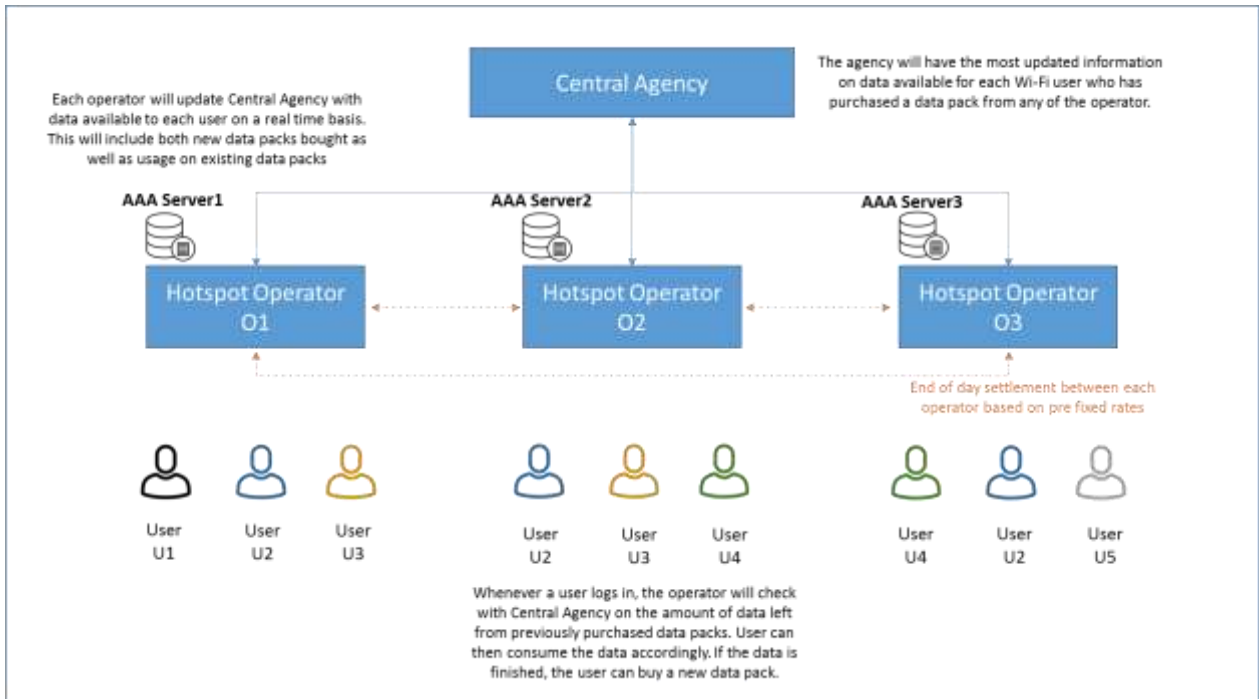 Central Agency
The agency will have the most updated information
on data available for each Wi-Fi user who has
purchased a data pack from any of the operator.
Each operator will update Central Agency with
data available to each user on a real time basis.
This will include both new data packs bought as
well as usage on existing data packs
AAA Server1
AAA Server2
AAA Server3
Hotspot Operator
O1
Hotspot Operator
O2
Hotspot Operator
O3
End of day settlement between each
operator based on pre fixed rates
User
U1
User
U2
User
U3
User
U2
User
U3
User
U4
User
U4
User
U2
User
U5
Whenever a user logs in, the operator will check
with Central Agency on the amount of data left
from previously purchased data packs. User can
then consume the data accordingly. If the data is
finished, the user can buy a new data pack.